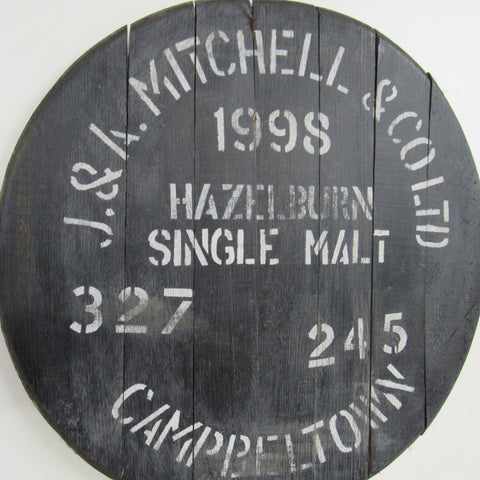 J. & A. MITCHELL & CO LTD
1998
HAZELBURN
SINGLE MALT
327
245
CAMPBELTOWN